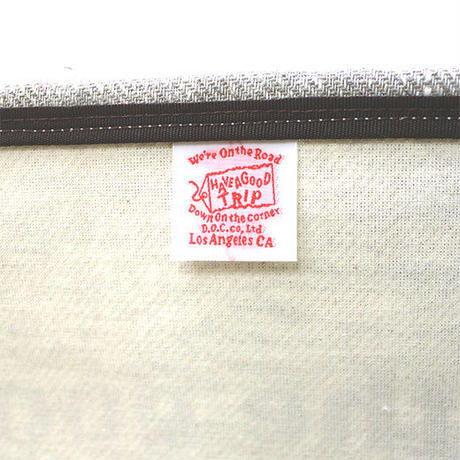 We're On the Road
HAVE A GOOD
TRIP
Down On the corner
D.O.C.co, Ltd
Los Angeles CA